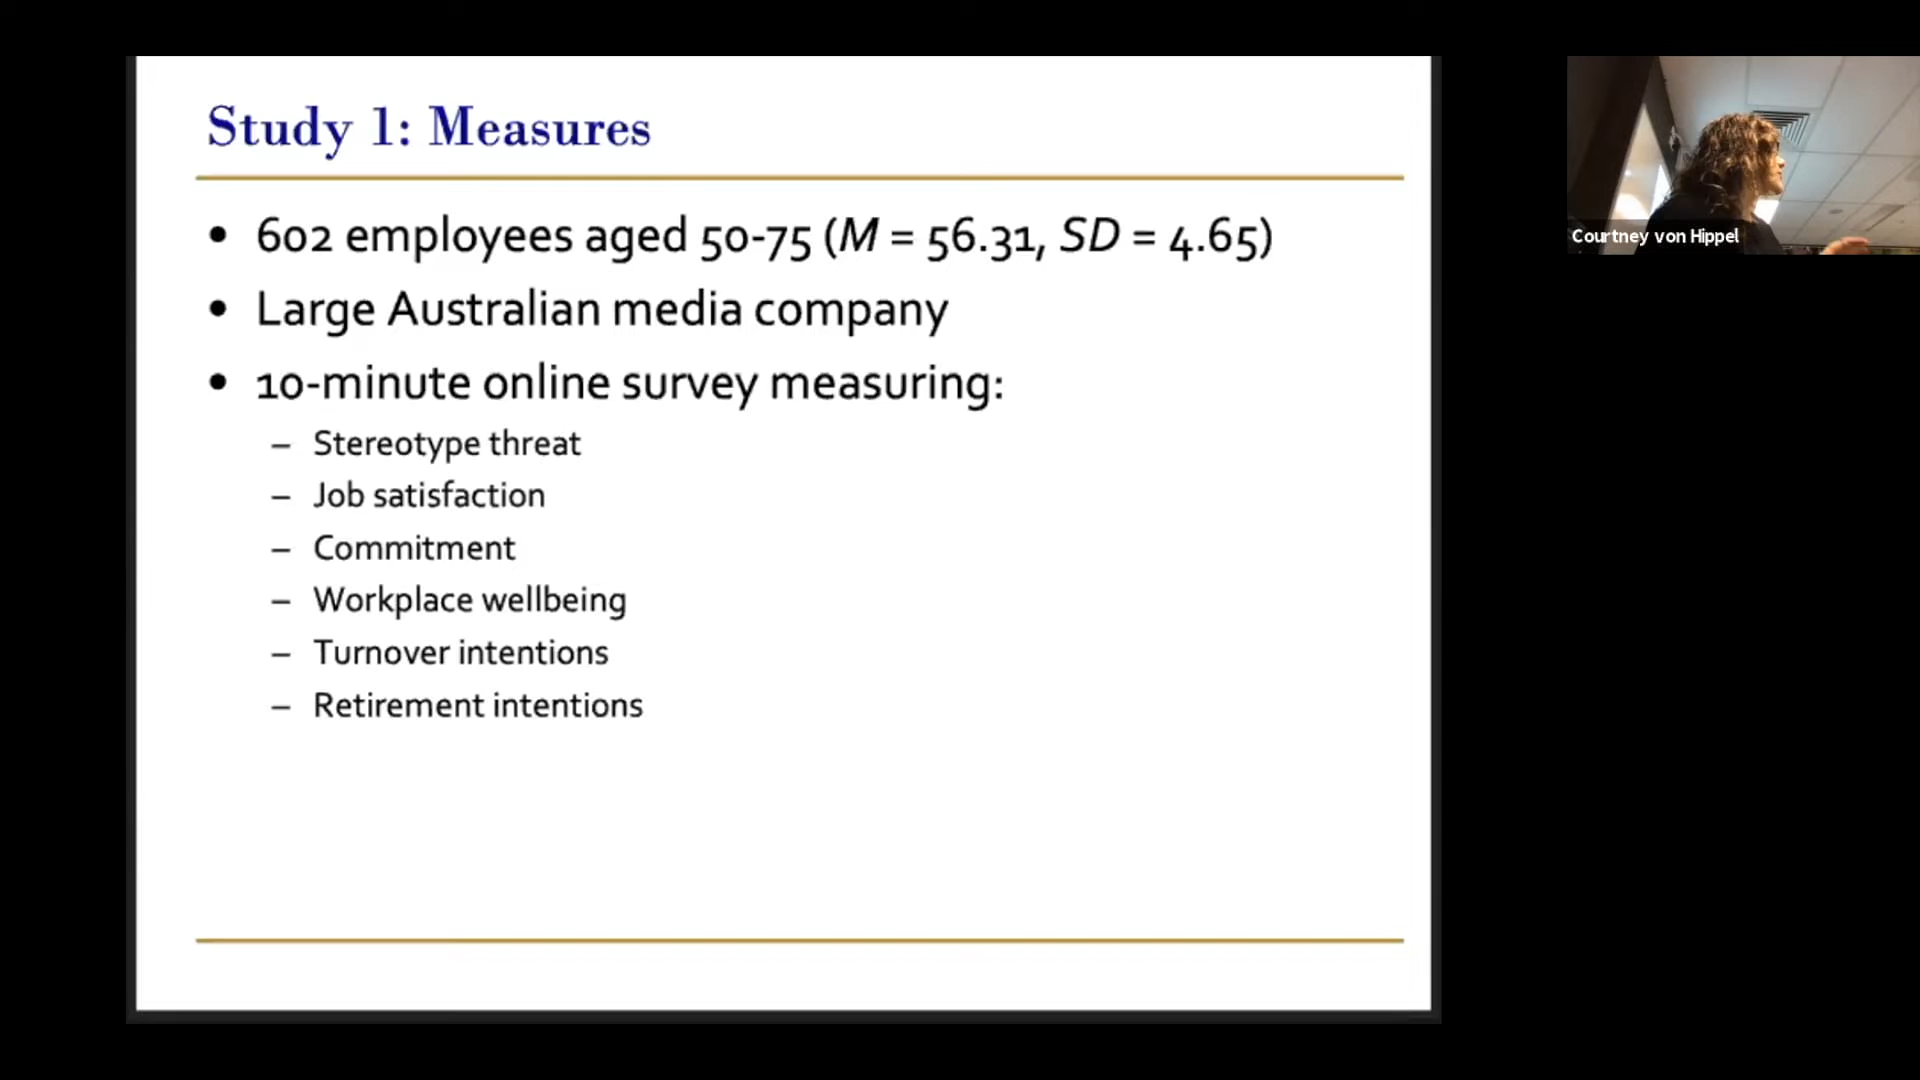 Study 1: Measures
• 602 employees aged 50-75 (M = 56.31, SD = 4.65)
• Large Australian media company
• 10-minute online survey measuring:
– Stereotype threat
– Job satisfaction
– Commitment
– Workplace wellbeing
– Turnover intentions
– Retirement intentions
Courtney von Hippel